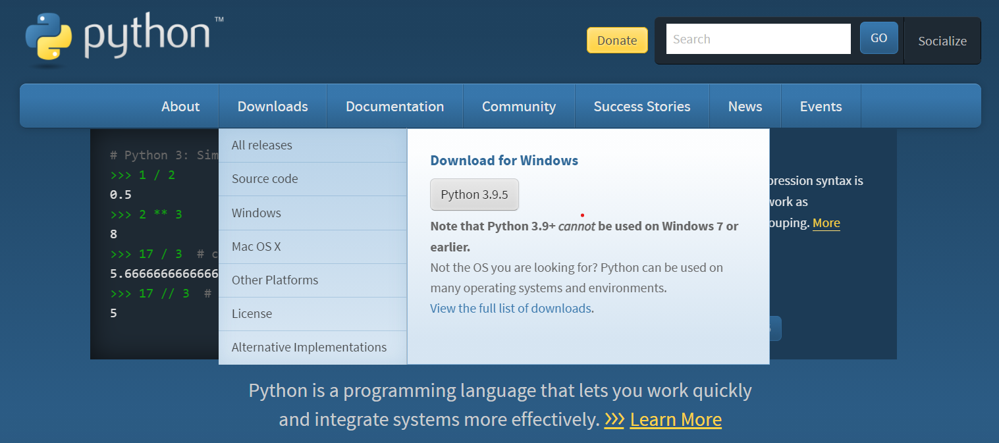 python™
Donate
Search
GO
Socialize
About
Downloads
Documentation
Community
Success Stories
News
Events
# Python 3: Sim
>>> 1 / 2
0.5
>>> 2 ** 3
8
>>> 17 / 3 # c
5.6666666666666
>>> 17 // 3 #
5
All releases
Source code
Windows
Mac OS X
Other Platforms
License
Alternative Implementations
Download for Windows
Python 3.9.5
Note that Python 3.9+ cannot be used on Windows 7 or
earlier.
Not the OS you are looking for? Python can be used on
many operating systems and environments.
View the full list of downloads.
pression syntax is
work as
ouping. More
Python is a programming language that lets you work quickly
and integrate systems more effectively. >>> Learn More